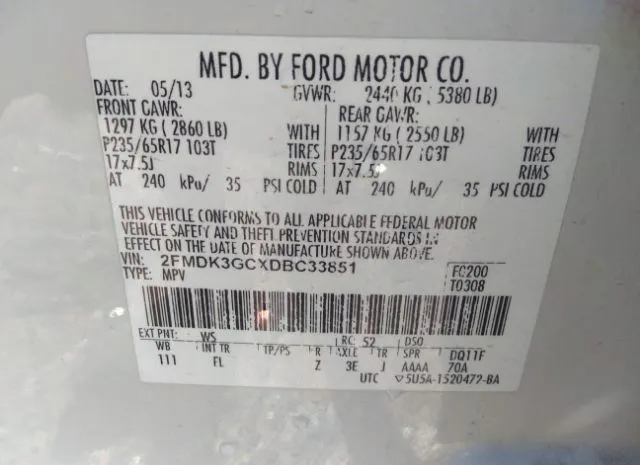 MFD. BY FORD MOTOR CO.
DATE: 05/13 GVWR: 2440 KG ( 5380 LB)
FRONT GAWR: REAR GAWR:
1297 KG ( 2860 LB) WITH 1157 KG ( 2550 LB) WITH
P235/65R17 103T TIRES P235/65R17 103T TIRES
17x7.5J RIMS 17x7.5J RIMS
AT 240 kPa/ 35 PSI COLD AT 240 kPa/ 35 PSI COLD
THIS VEHICLE CONFORMS TO ALL APPLICABLE FEDERAL MOTOR
VEHICLE SAFETY AND THEFT PREVENTION STANDARDS IN
EFFECT ON THE DATE OF MANUFACTURE SHOWN ABOVE.
VIN: 2FMDK3GCXDBC33851 FC200
TYPE: MPV T0308
EXT PNT: WS RC: 52 DSO
WB INT TR TP/PS R AXLE TR SPR DQ11F
111 FL Z 3E J AAAA 70A
UTC ▽5U5A-1520472-BA